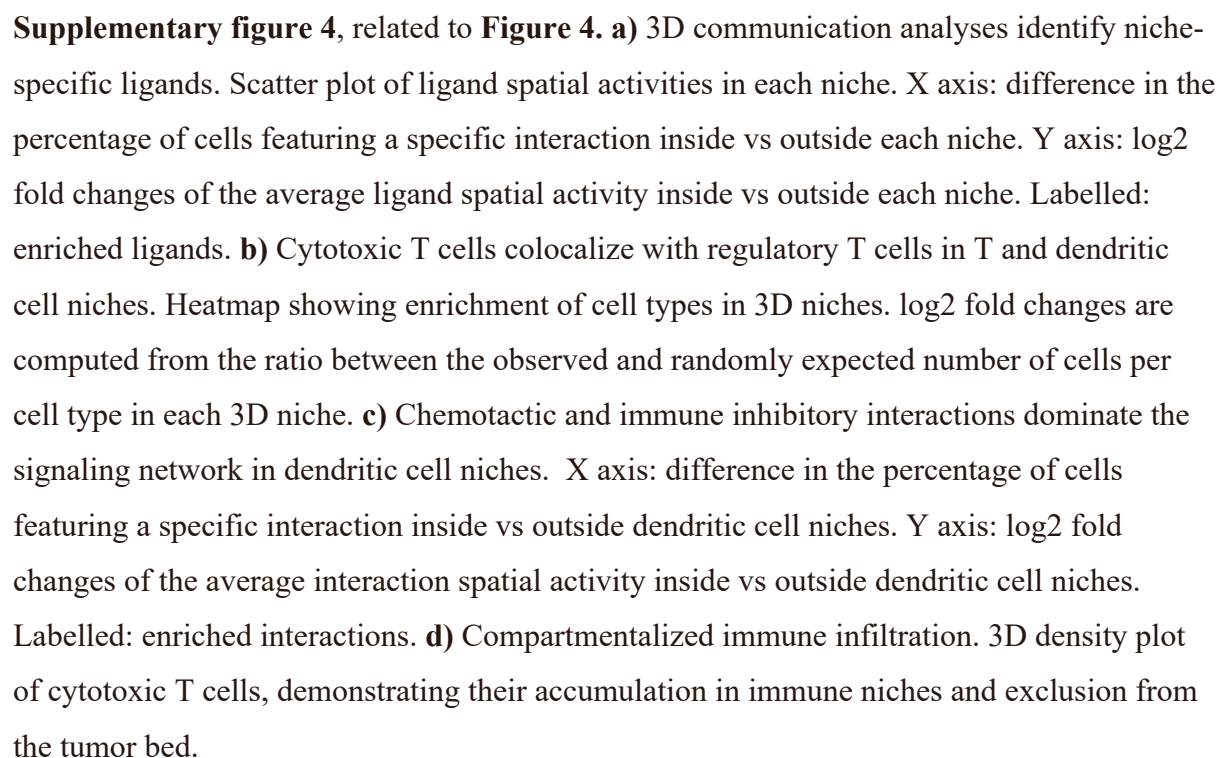 Supplementary figure 4, related to Figure 4. a) 3D communication analyses identify niche-
specific ligands. Scatter plot of ligand spatial activities in each niche. X axis: difference in the
percentage of cells featuring a specific interaction inside vs outside each niche. Y axis: log2
fold changes of the average ligand spatial activity inside vs outside each niche. Labelled:
enriched ligands. b) Cytotoxic T cells colocalize with regulatory T cells in T and dendritic
cell niches. Heatmap showing enrichment of cell types in 3D niches. log2 fold changes are
computed from the ratio between the observed and randomly expected number of cells per
cell type in each 3D niche. c) Chemotactic and immune inhibitory interactions dominate the
signaling network in dendritic cell niches.  X axis: difference in the percentage of cells
featuring a specific interaction inside vs outside dendritic cell niches. Y axis: log2 fold
changes of the average interaction spatial activity inside vs outside dendritic cell niches.
Labelled: enriched interactions. d) Compartmentalized immune infiltration. 3D density plot
of cytotoxic T cells, demonstrating their accumulation in immune niches and exclusion from
the tumor bed.